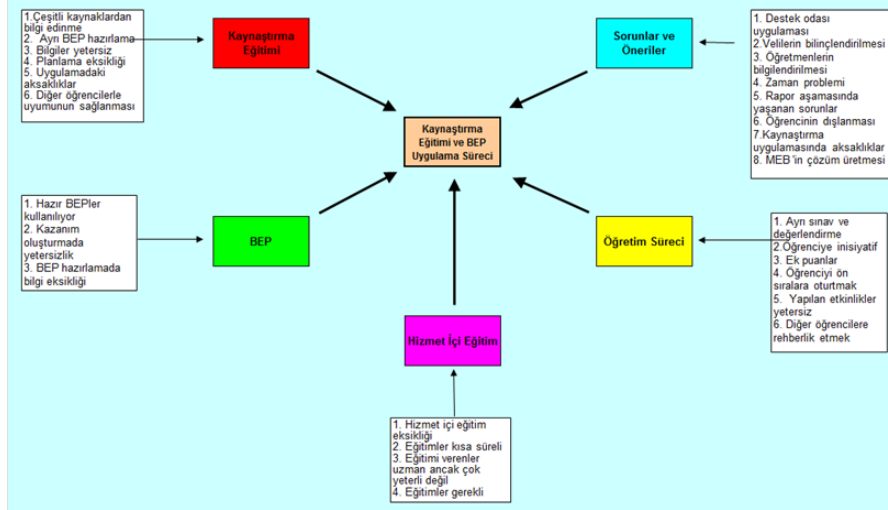 1.Çeşitli kaynaklardan
bilgi edinme
2. Ayrı BEP hazırlama
3. Bilgiler yetersiz
4. Planlama eksikliği
5. Uygulamadaki
aksaklıklar
6. Diğer öğrencilerle
uyumunun sağlanması
Kaynaştırma
Eğitimi
Sorunlar ve
Öneriler
1. Destek odası
uygulaması
2.Velilerin bilinçlendirilmesi
3. Öğretmenlerin
bilgilendirilmesi
4. Zaman problemi
5. Rapor aşamasında
yaşanan sorunlar
6. Öğrencinin dışlanması
7.Kaynaştırma
uygulamasında aksaklıklar
8. MEB'in çözüm üretmesi
Kaynaştırma
Eğitimi ve BEP
Uygulama Süreci
1. Hazır BEPler
kullanılıyor
2. Kazanım
oluşturmada
yetersizlik
3. BEP hazırlamada
bilgi eksikliği
BEP
Öğretim Süreci
1. Ayrı sınav ve
değerlendirme
2.Öğrenciye inisiyatif
3. Ek puanlar
4. Öğrenciyi ön
sıralara oturtmak
5. Yapılan etkinlikler
yetersiz
6. Diğer öğrencilere
rehberlik etmek
Hizmet İçi Eğitim
1. Hizmet içi eğitim
eksikliği
2. Eğitimler kısa süreli
3. Eğitimi verenler
uzman ancak çok
yeterli değil
4. Eğitimler gerekli